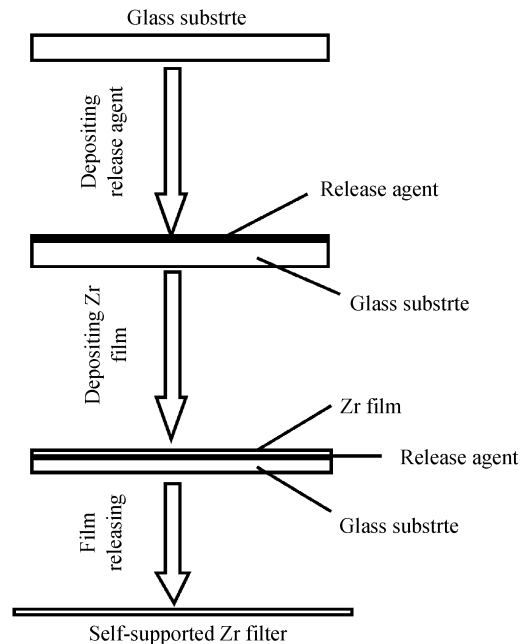 Glass substrte
Depositing
release agent
Release agent
Glass substrte
Depositing Zr
film
Zr film
Release agent
Glass substrte
Film
releasing
Self-supported Zr filter